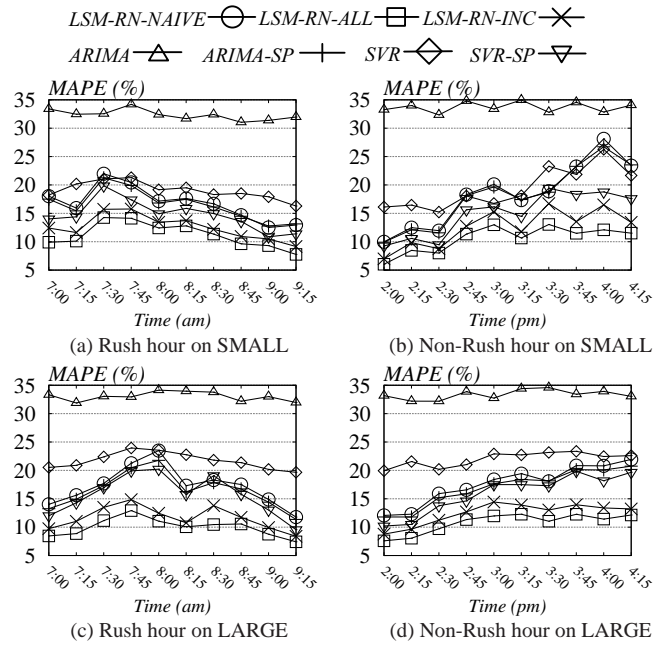 LSM-RN-NAIVE LSM-RN-ALL LSM-RN-INC
ARIMA ARIMA-SP SVR SVR-SP
MAPE (%)
35
30
25
20
15
10
5
7:00 7:15 7:30 7:45 8:00 8:15 8:30 8:45 9:00 9:15
Time (am)
(a) Rush hour on SMALL
MAPE (%)
35
30
25
20
15
10
5
2:00 2:15 2:30 2:45 3:00 3:15 3:30 3:45 4:00 4:15
Time (pm)
(b) Non-Rush hour on SMALL
MAPE (%)
35
30
25
20
15
10
5
7:00 7:15 7:30 7:45 8:00 8:15 8:30 8:45 9:00 9:15
Time (am)
(c) Rush hour on LARGE
MAPE (%)
35
30
25
20
15
10
5
2:00 2:15 2:30 2:45 3:00 3:15 3:30 3:45 4:00 4:15
Time (pm)
(d) Non-Rush hour on LARGE